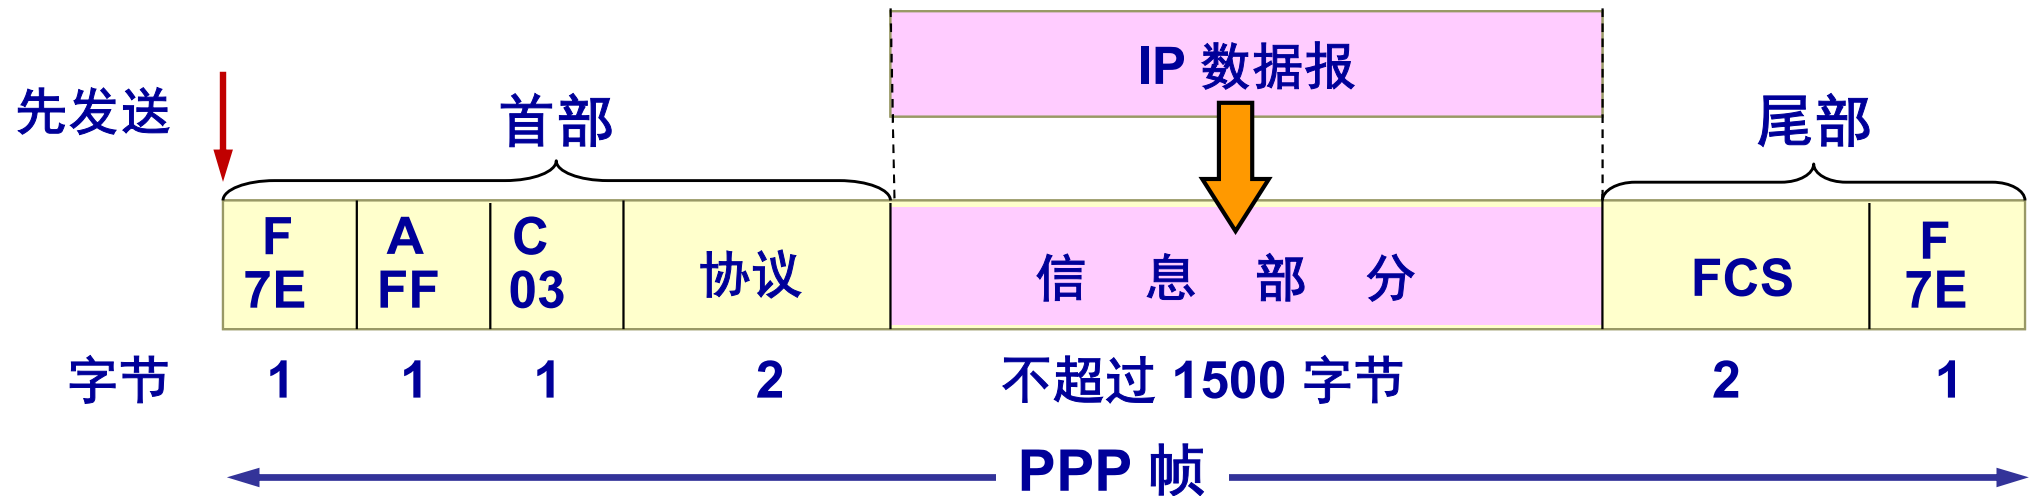 IP 数据报
先发送
首部
尾部
F
7E
A
FF
C
03
协议
信 息 部 分
FCS
F
7E
字节
1
1
1
2
不超过 1500 字节
2
1
PPP 帧